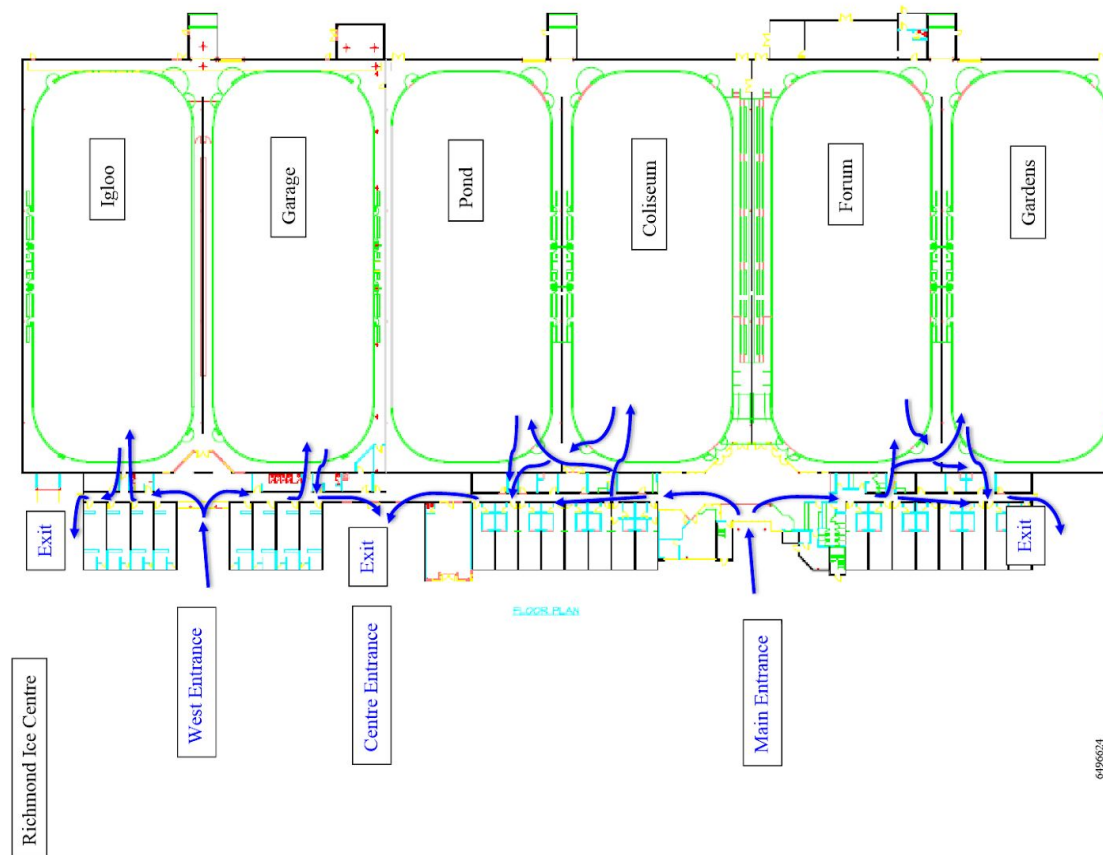 Richmond Ice Centre
Igloo
Garage
Pond
Coliseum
Forum
Gardens
Exit
Exit
Exit
West Entrance
Centre Entrance
Main Entrance
FLOOR PLAN
6496624